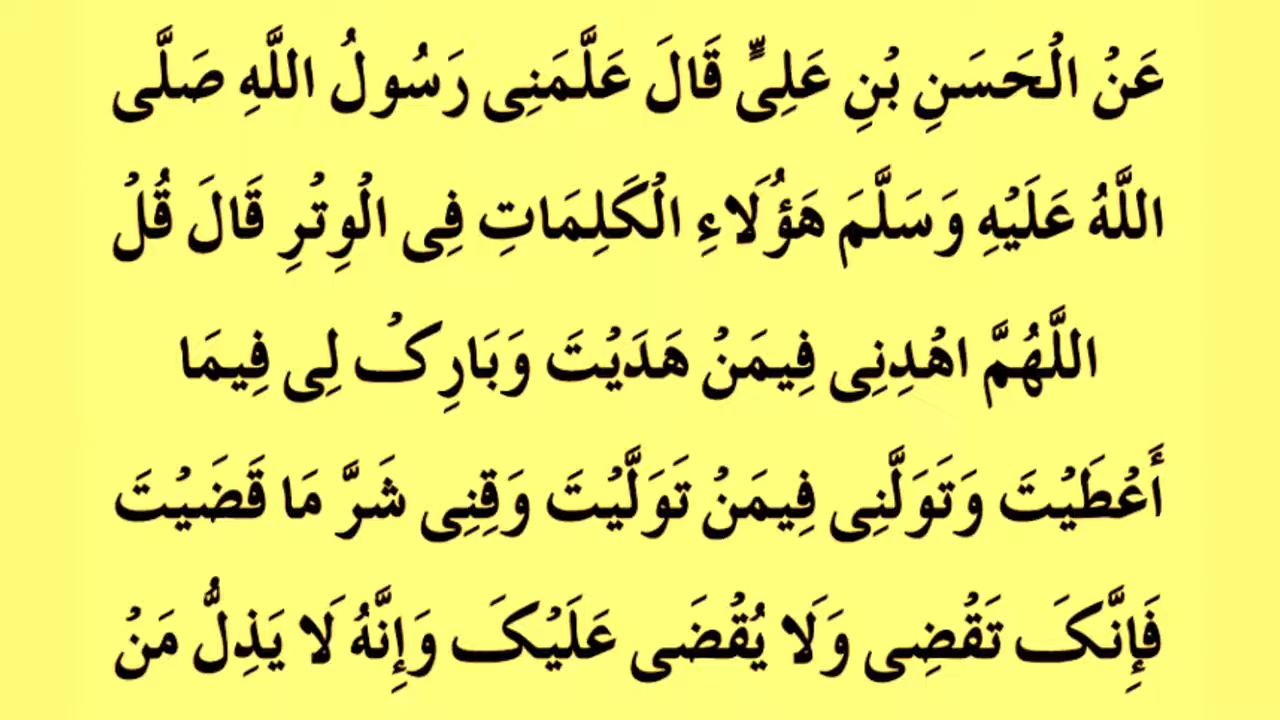 عَنْ الْحَسَنِ بْنِ عَلِیٍّ قَالَ عَلَّمَنِی رَسُولُ اللَّهِ صَلَّی
اللَّهُ عَلَيْهِ وَسَلَّمَ هَؤُلَاءِ الْکَلِمَاتِ فِی الْوِتْرِ قَالَ قُلْ
اللَّهُمَّ اهْدِنِی فِيمَنْ هَدَيْتَ وَبَارِکْ لِی فِيمَا
أَعْطَيْتَ وَتَوَلَّنِی فِيمَنْ تَوَلَّيْتَ وَقِنِی شَرَّ مَا قَضَيْتَ
فَإِنَّکَ تَقْضِی وَلَا يُقْضَی عَلَيْکَ وَإِنَّهُ لَا يَذِلُّ مَنْ